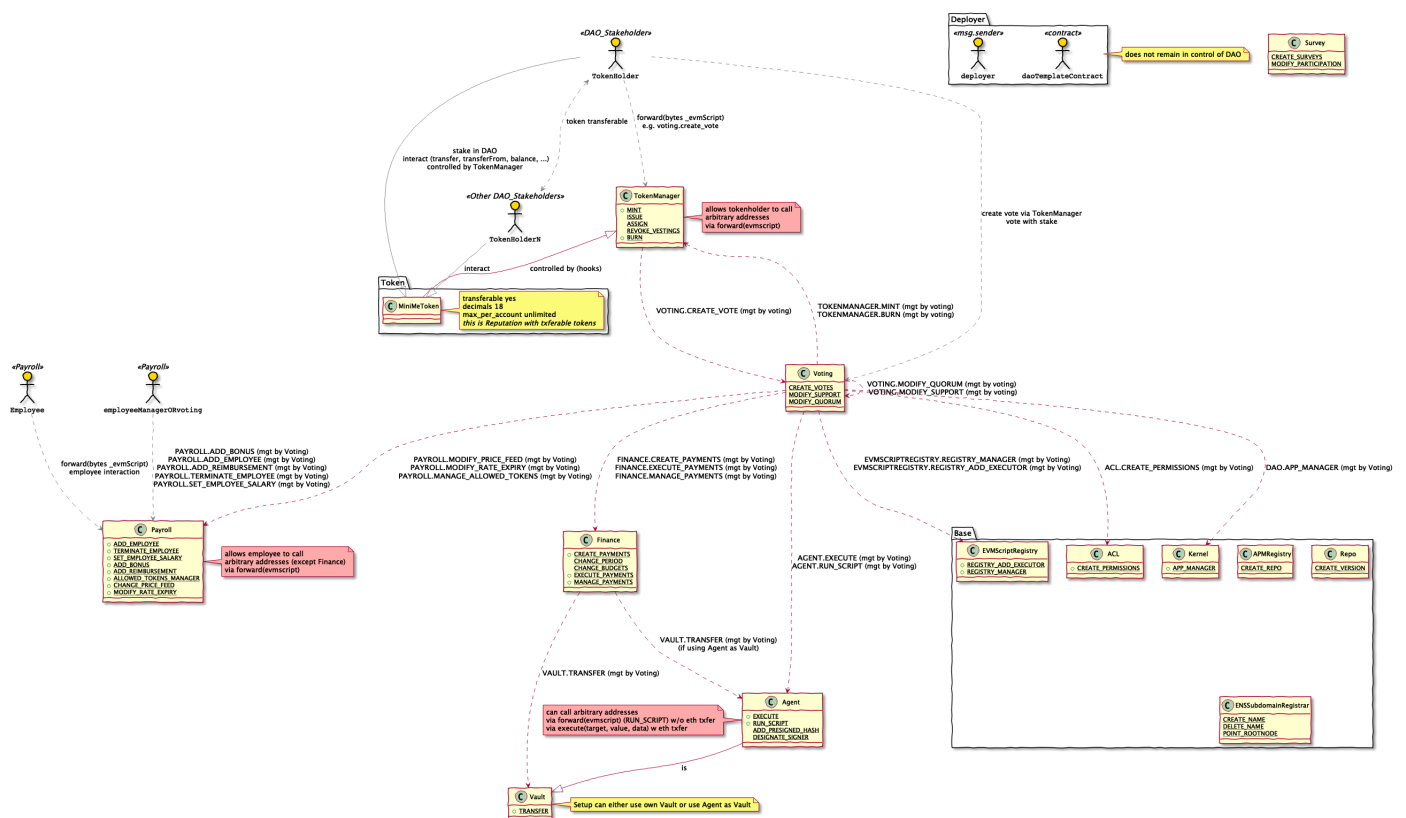 Deployer
«msg.sender»
deployer
«contract»
daoTemplateContract
does not remain in control of DAO
C Survey
CREATE_SURVEYS
MODIFY_PARTICIPATION
«DAO_Stakeholder»
TokenHolder
token transferable
forward(bytes _evmScript)
e.g. voting.create_vote
stake in DAO
interact (transfer, transferFrom, balance, ...)
controlled by TokenManager
«Other DAO_Stakeholders»
TokenHolderN
C TokenManager
MINT
ISSUE
ASSIGN
REVOKE_VESTINGS
BURN
allows tokenholder to call
arbitrary addresses
via forward(evmscript)
create vote via TokenManager
vote with stake
interact
controlled by (hooks)
Token
C MiniMeToken
transferable yes
decimals 18
max_per_account unlimited
this is Reputation with txferable tokens
VOTING.CREATE_VOTE (mgt by voting)
TOKENMANAGER.MINT (mgt by voting)
TOKENMANAGER.BURN (mgt by voting)
«Payroll»
Employee
«Payroll»
employeeManagerORvoting
C Voting
CREATE_VOTES
MODIFY_SUPPORT
MODIFY_QUORUM
VOTING.MODIFY_QUORUM (mgt by voting)
VOTING.MODIFY_SUPPORT (mgt by voting)
forward(bytes _evmScript)
employee interaction
PAYROLL.ADD_BONUS (mgt by Voting)
PAYROLL.ADD_EMPLOYEE (mgt by Voting)
PAYROLL.ADD_REIMBURSEMENT (mgt by Voting)
PAYROLL.TERMINATE_EMPLOYEE (mgt by Voting)
PAYROLL.SET_EMPLOYEE_SALARY (mgt by Voting)
PAYROLL.MODIFY_PRICE_FEED (mgt by Voting)
PAYROLL.MODIFY_RATE_EXPIRY (mgt by Voting)
PAYROLL.MANAGE_ALLOWED_TOKENS (mgt by Voting)
FINANCE.CREATE_PAYMENTS (mgt by Voting)
FINANCE.EXECUTE_PAYMENTS (mgt by Voting)
FINANCE.MANAGE_PAYMENTS (mgt by Voting)
EVMSCRIPTREGISTRY.REGISTRY_MANAGER (mgt by Voting)
EVMSCRIPTREGISTRY.REGISTRY_ADD_EXECUTOR (mgt by Voting)
ACL.CREATE_PERMISSIONS (mgt by Voting)
DAO.APP_MANAGER (mgt by Voting)
C Payroll
ADD_EMPLOYEE
TERMINATE_EMPLOYEE
SET_EMPLOYEE_SALARY
ADD_BONUS
ADD_REIMBURSEMENT
ALLOWED_TOKENS_MANAGER
CHANGE_PRICE_FEED
MODIFY_RATE_EXPIRY
allows employee to call
arbitrary addresses (except Finance)
via forward(evmscript)
C Finance
CREATE_PAYMENTS
CHANGE_PERIOD
CHANGE_BUDGETS
EXECUTE_PAYMENTS
MANAGE_PAYMENTS
AGENT.EXECUTE (mgt by Voting)
AGENT.RUN_SCRIPT (mgt by Voting)
Base
C EVMScriptRegistry
REGISTRY_ADD_EXECUTOR
REGISTRY_MANAGER
C ACL
CREATE_PERMISSIONS
C Kernel
APP_MANAGER
C APMRegistry
CREATE_REPO
C Repo
CREATE_VERSION
VAULT.TRANSFER (mgt by Voting)
(if using Agent as Vault)
VAULT.TRANSFER (mgt by Voting)
can call arbitrary addresses
via forward(evmscript) (RUN_SCRIPT) w/o eth txfer
via execute(target, value, data) w eth txfer
C Agent
EXECUTE
RUN_SCRIPT
ADD_PRESIGNED_HASH
DESIGNATE_SIGNER
C ENSSubdomainRegistrar
CREATE_NAME
DELETE_NAME
POINT_ROOTNODE
is
C Vault
TRANSFER
Setup can either use own Vault or use Agent as Vault